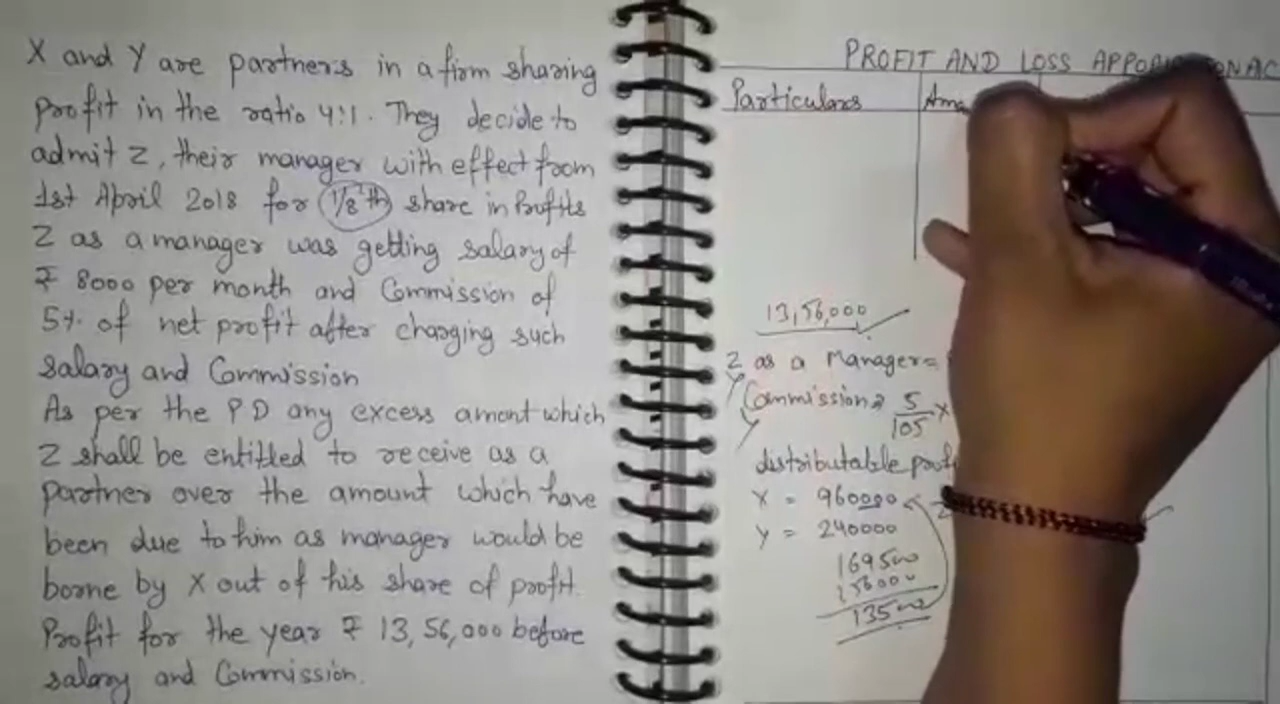 X and Y are partners in a firm sharing
profit in the ratio 4:1. They decide to
admit Z, their manager with effect from
1st April 2018 for 1/8th share in Profits
Z as a manager was getting salary of
₹ 8000 per month and Commission of
5% of net profit after charging such
salary and Commission
As per the PD any excess amont which
Z shall be entitled to receive as a
partner over the amount which have
been due to him as manager would be
borne by X out of his share of profit.
Profit for the year ₹ 13,56,000 before
salary and Commission.
PROFIT AND LOSS
Particulars
13,56,000
Z as a Manager=
Commission= 5/105 x
distributable
X = 960000
Y = 240000
169500
156000
13500